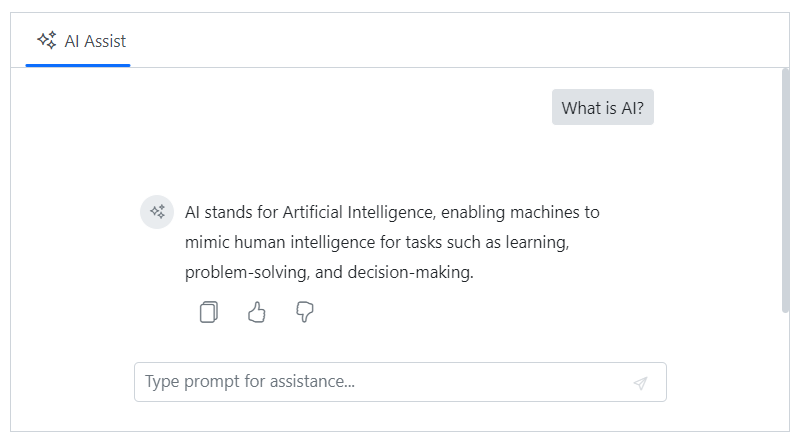 AI Assist
What is AI?
AI stands for Artificial Intelligence, enabling machines to
mimic human intelligence for tasks such as learning,
problem-solving, and decision-making.
Type prompt for assistance...